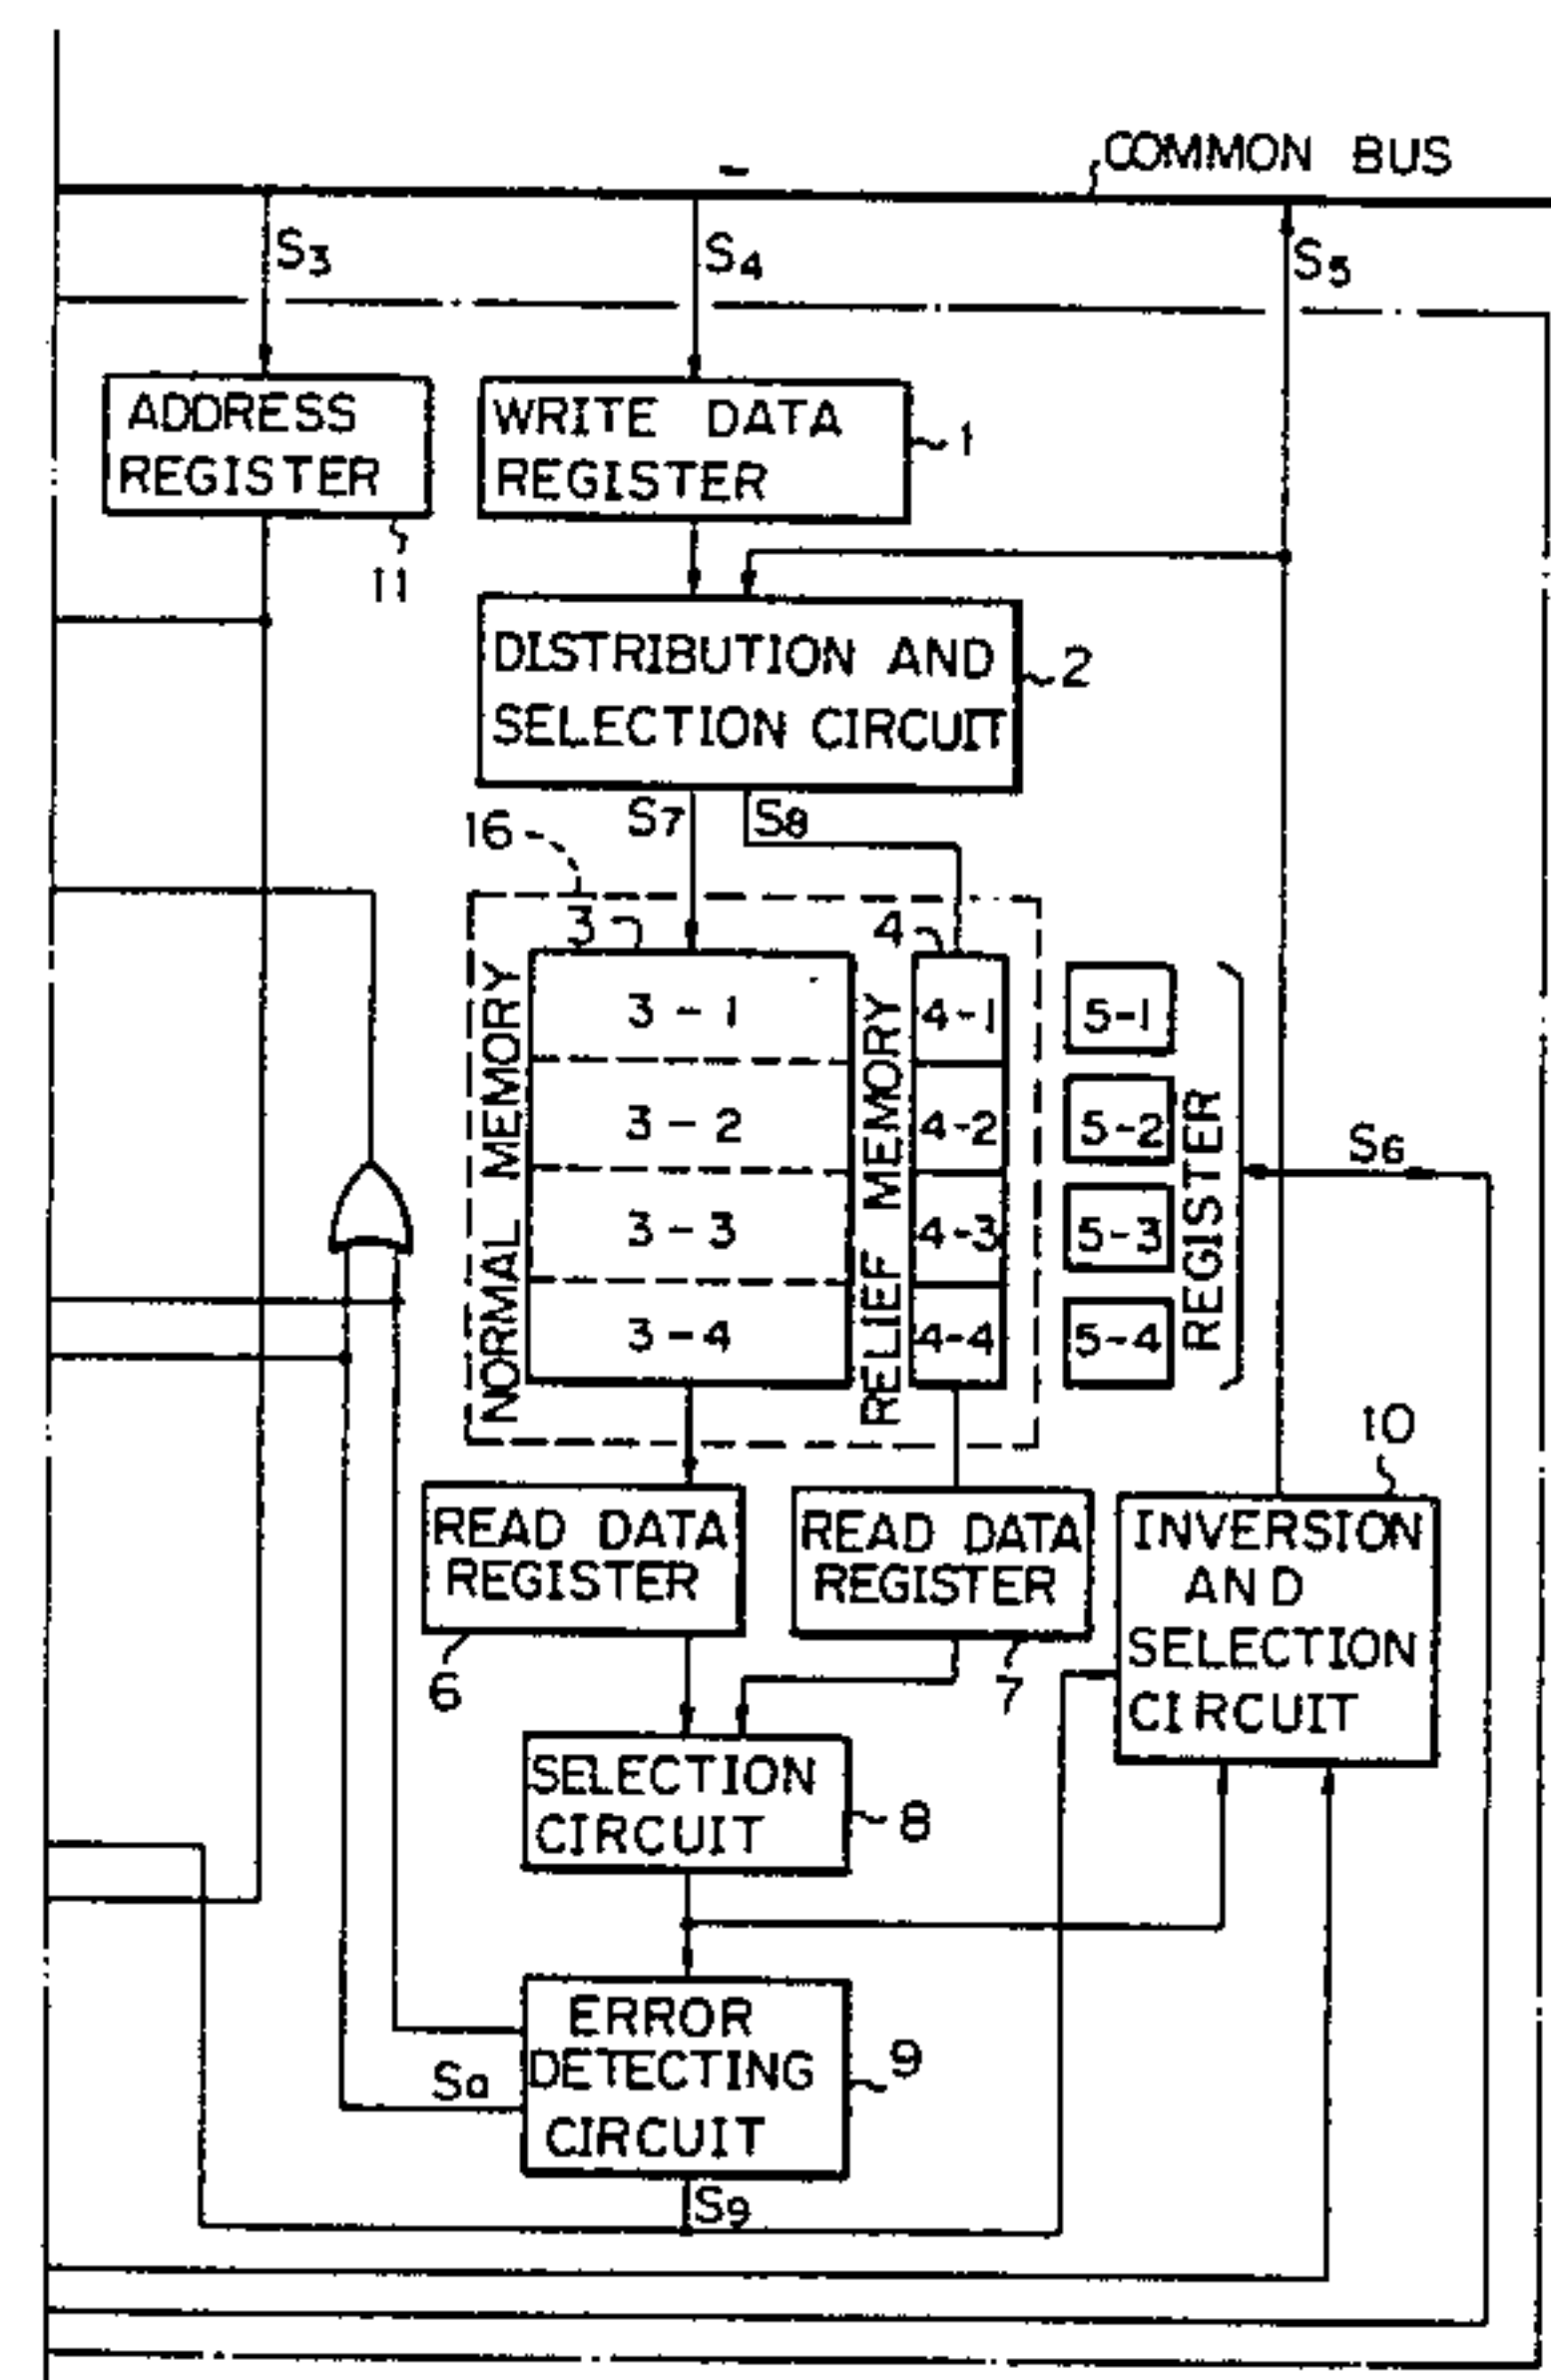 COMMON BUS
S3
S4
S5
ADDRESS
REGISTER
11
WRITE DATA
REGISTER
1
DISTRIBUTION AND
SELECTION CIRCUIT
2
S7
S8
16
3
4
NORMAL MEMORY
3-1
3-2
3-3
3-4
RELIEF MEMORY
4-1
4-2
4-3
4-4
5-1
5-2
5-3
5-4
REGISTER
S6
READ DATA
REGISTER
6
READ DATA
REGISTER
7
10
INVERSION
AND
SELECTION
CIRCUIT
SELECTION
CIRCUIT
8
ERROR
DETECTING
CIRCUIT
9
Sa
S9